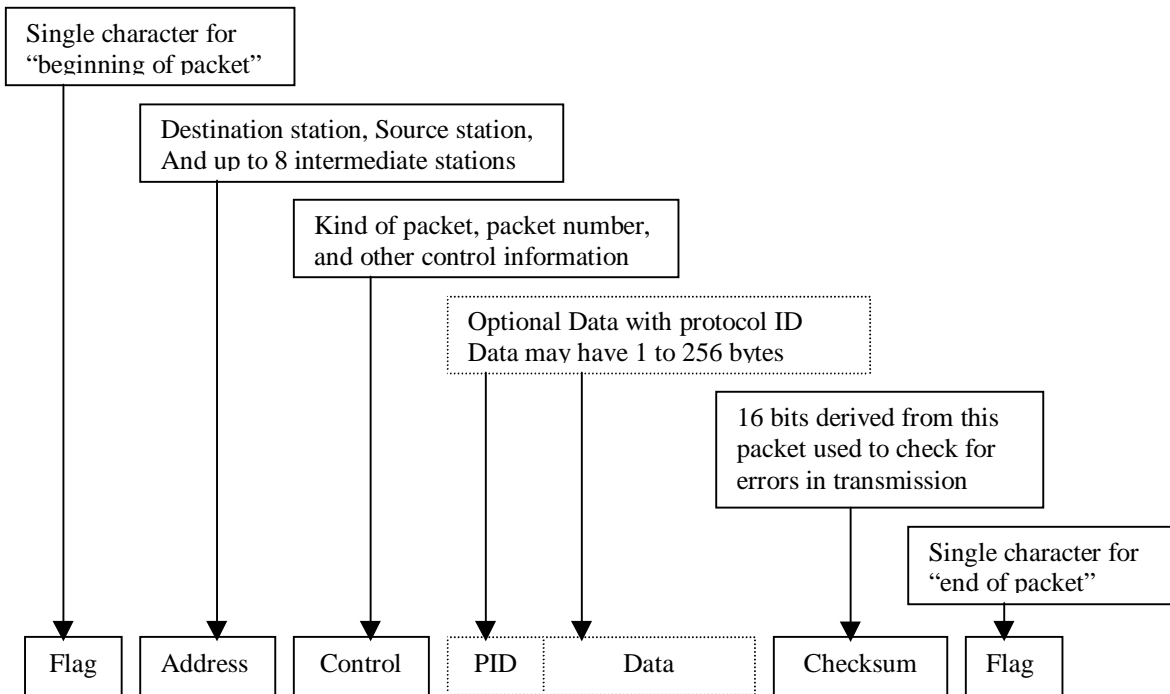 Single character for
“beginning of packet”
Destination station, Source station,
And up to 8 intermediate stations
Kind of packet, packet number,
and other control information
Optional Data with protocol ID
Data may have 1 to 256 bytes
16 bits derived from this
packet used to check for
errors in transmission
Single character for
“end of packet”
Flag Address Control PID Data Checksum Flag